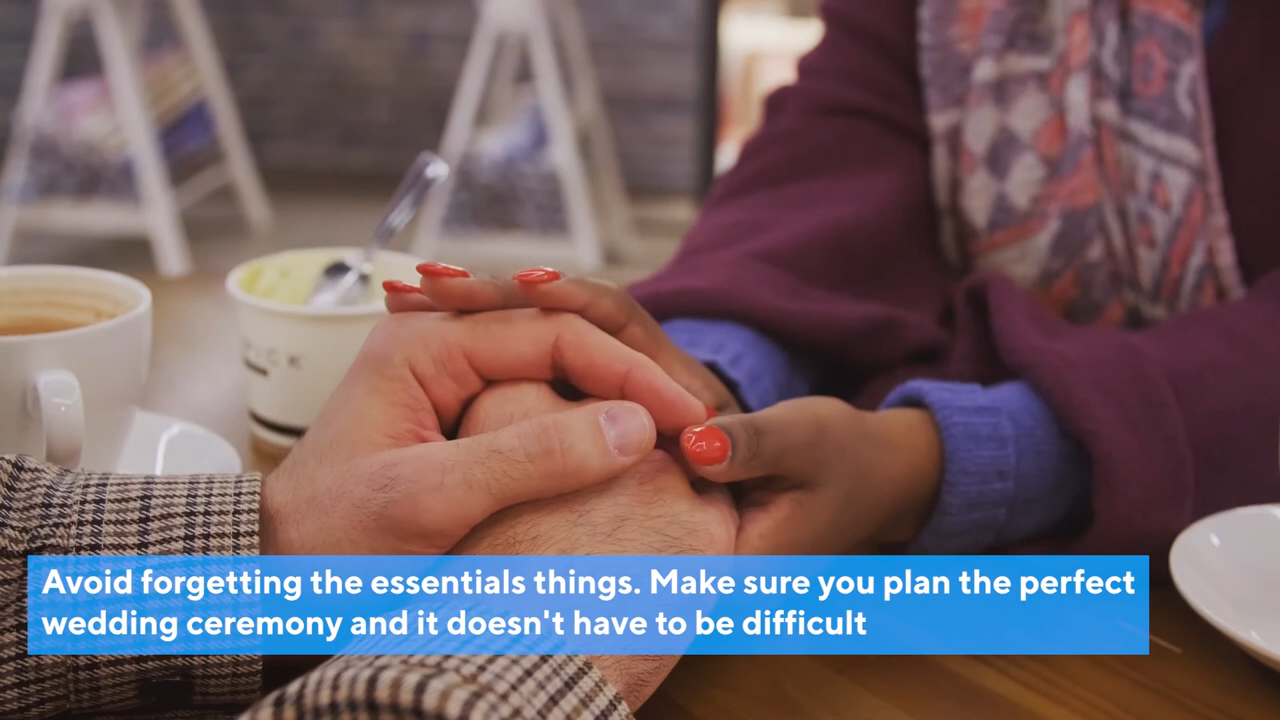 Avoid forgetting the essentials things. Make sure you plan the perfect
wedding ceremony and it doesn't have to be difficult